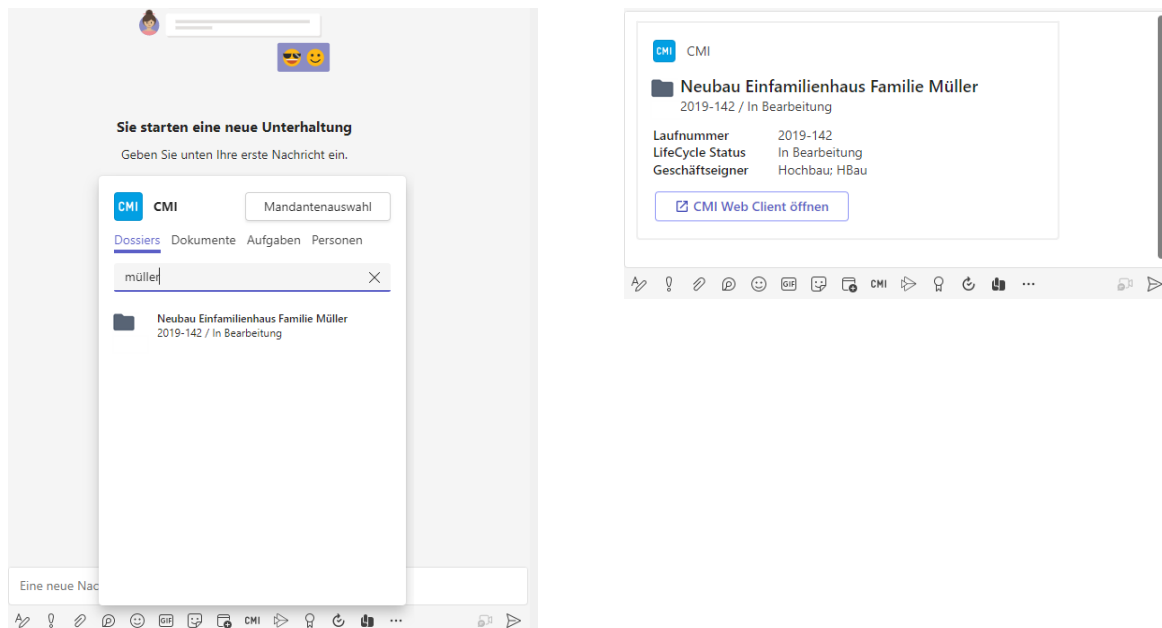 Sie starten eine neue Unterhaltung
Geben Sie unten Ihre erste Nachricht ein.
CMI CMI Mandantenauswahl
Dossiers Dokumente Aufgaben Personen
müller
Neubau Einfamilienhaus Familie Müller
2019-142 / In Bearbeitung
Eine neue Nac
GIF CMI
CMI CMI
Neubau Einfamilienhaus Familie Müller
2019-142 / In Bearbeitung
Laufnummer 2019-142
LifeCycle Status In Bearbeitung
Geschäftseigner Hochbau; HBau
CMI Web Client öffnen
GIF CMI